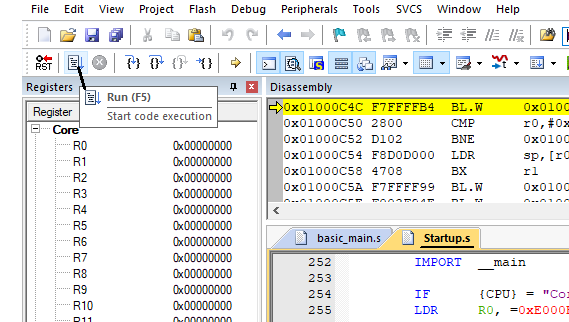 File Edit View Project Flash Debug Peripherals Tools SVCS Window Help
RST
Registers
Disassembly
Run (F5)
Start code execution
Register
Core
R0 0x00000000
R1 0x00000000
R2 0x00000000
R3 0x00000000
R4 0x00000000
R5 0x00000000
R6 0x00000000
R7 0x00000000
R8 0x00000000
R9 0x00000000
R10 0x00000000
R11 0x00000000
0x01000C4C F7FFFFB4 BL.W 0x0100
0x01000C50 2800 CMP r0,#0x
0x01000C52 D102 BNE 0x0100
0x01000C54 F8D0D000 LDR sp,[r0
0x01000C58 4708 BX r1
0x01000C5A F7FFFF99 BL.W 0x0100
basic_main.s Startup.s
252 IMPORT __main
253
254 IF {CPU} = "Cor
255 LDR R0, =0xE000E